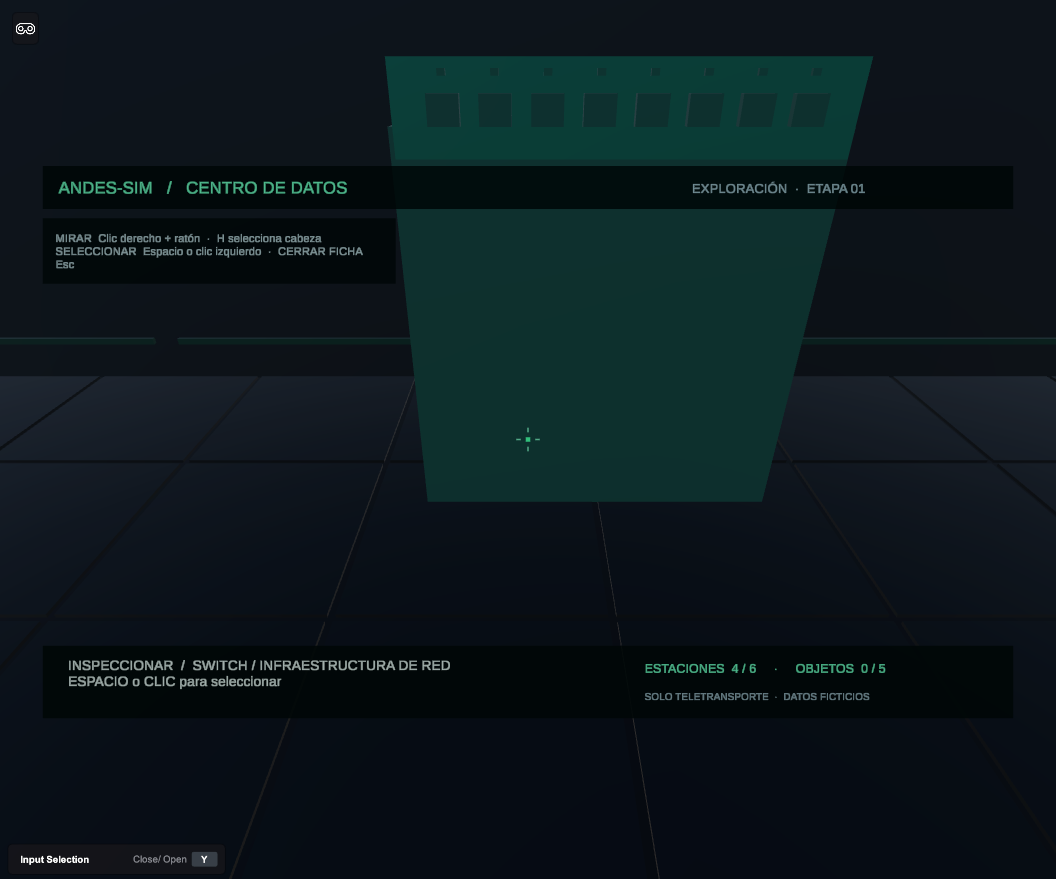 ANDES-SIM / CENTRO DE DATOS
EXPLORACIÓN · ETAPA 01
MIRAR Clic derecho + ratón · H selecciona cabeza
SELECCIONAR Espacio o clic izquierdo · CERRAR FICHA
Esc
INSPECCIONAR / SWITCH / INFRAESTRUCTURA DE RED
ESPACIO o CLIC para seleccionar
ESTACIONES 4 / 6 · OBJETOS 0 / 5
SOLO TELETRANSPORTE · DATOS FICTICIOS
Input Selection Close/ Open Y